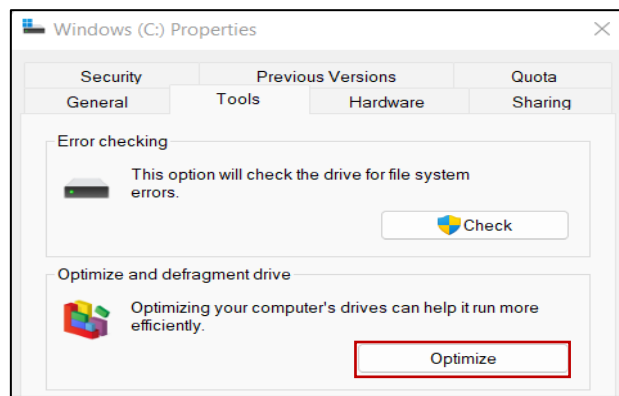 Windows (C:) Properties
Security Previous Versions Quota
General Tools Hardware Sharing
Error checking
This option will check the drive for file system
errors.
Check
Optimize and defragment drive
Optimizing your computer's drives can help it run more
efficiently.
Optimize